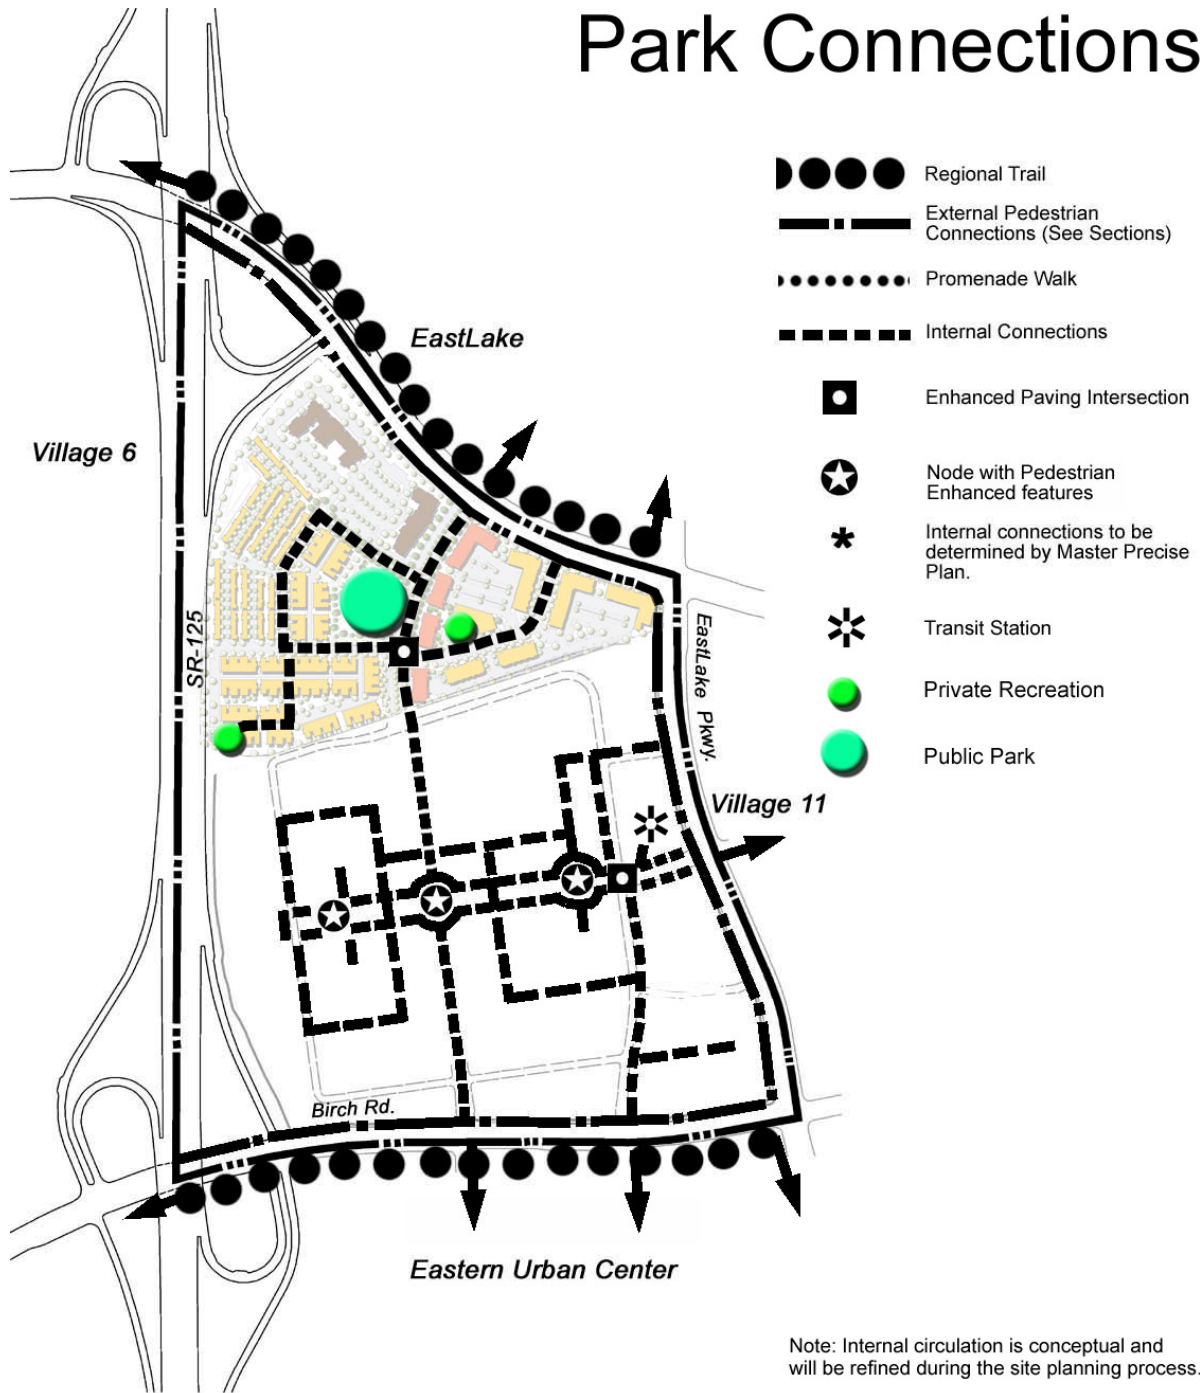 Park Connections
Regional Trail
External Pedestrian
Connections (See Sections)
Promenade Walk
Internal Connections
Enhanced Paving Intersection
Node with Pedestrian
Enhanced features
Internal connections to be
determined by Master Precise
Plan.
Transit Station
Private Recreation
Public Park
EastLake
Village 6
SR-125
EastLake Pkwy.
Village 11
Birch Rd.
Eastern Urban Center
Note: Internal circulation is conceptual and
will be refined during the site planning process.